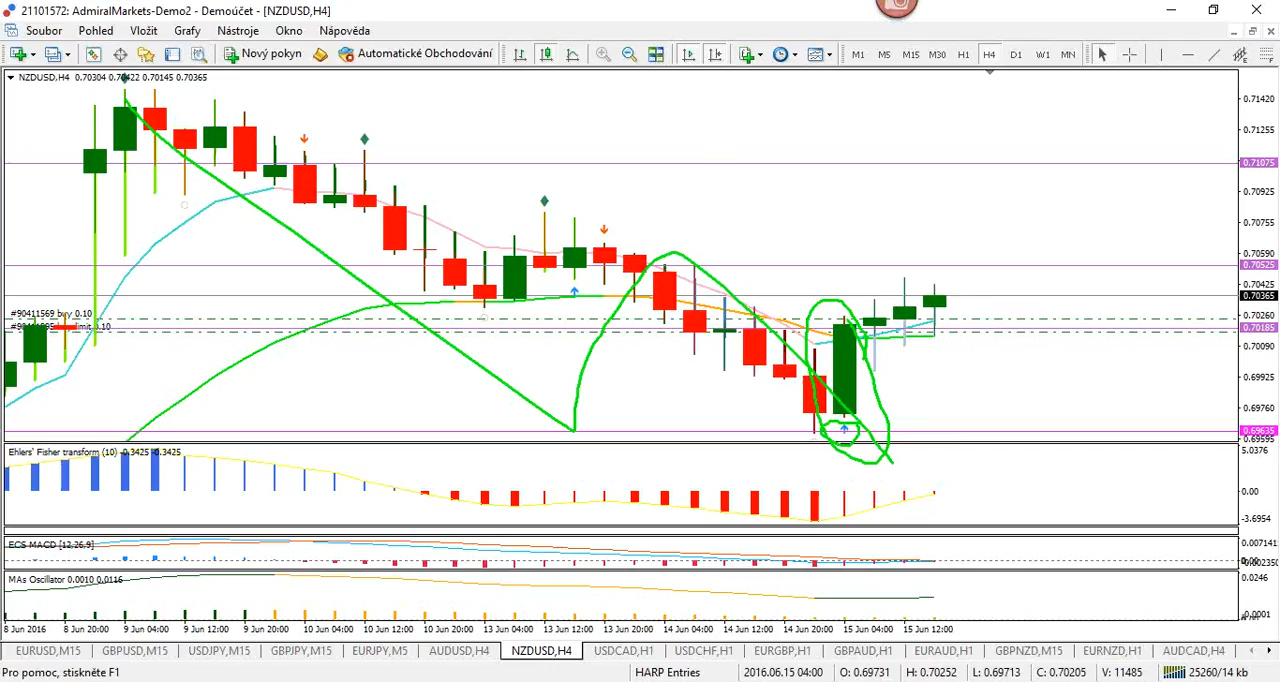 21101572: AdmiralMarkets-Demo2 - Demoúčet - [NZDUSD,H4]
Soubor Pohled Vložit Grafy Nástroje Okno Nápověda
Nový pokyn Automatické Obchodování M1 M5 M15 M30 H1 H4 D1 W1 MN
NZDUSD,H4 0.70304 0.70422 0.70145 0.70365
0.71420
0.71255
0.71075
0.70925
0.70755
0.70590
0.70525
0.70425
0.70365
#90411569 buy 0.10
0.70260
limit 0.10
0.70185
0.70090
0.69925
0.69760
0.69635
0.69595
Ehlers' Fisher transform (10) -0.3425 -0.3425
5.0376
0.00
-3.6954
ECS MACD [12,26,9]
MAs Oscillator 0.0010 0.0116
0.0246
-0.0001
8 Jun 2016 8 Jun 20:00 9 Jun 04:00 9 Jun 12:00 9 Jun 20:00 10 Jun 04:00 10 Jun 12:00 10 Jun 20:00 13 Jun 04:00 13 Jun 12:00 13 Jun 20:00 14 Jun 04:00 14 Jun 12:00 14 Jun 20:00 15 Jun 04:00 15 Jun 12:00
EURUSD,M15 GBPUSD,M15 USDJPY,M15 GBPJPY,M15 EURJPY,M5 AUDUSD,H4 NZDUSD,H4 USDCAD,H1 USDCHF,H1 EURGBP,H1 GBPAUD,H1 EURAUD,H1 GBPNZD,M15 EURNZD,H1 AUDCAD,H4
Pro pomoc, stiskněte F1 HARP Entries 2016.06.15 04:00 O: 0.69731 H: 0.70252 L: 0.69713 C: 0.70205 V: 11485 25260/14 kb